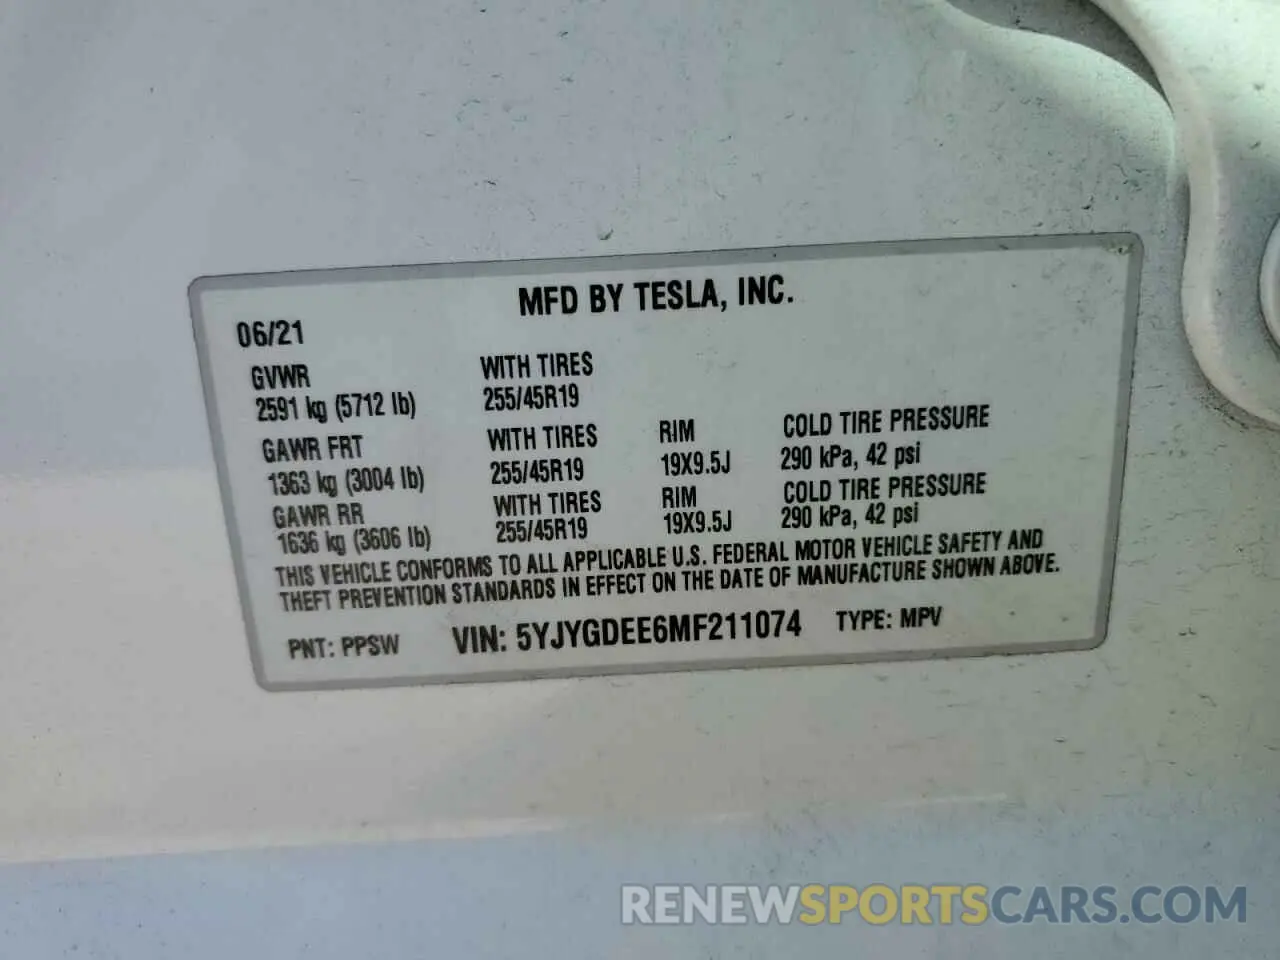 MFD BY TESLA, INC.
06/21
GVWR WITH TIRES
2591 kg (5712 lb) 255/45R19
GAWR FRT WITH TIRES RIM COLD TIRE PRESSURE
1363 kg (3004 lb) 255/45R19 19X9.5J 290 kPa, 42 psi
GAWR RR WITH TIRES RIM COLD TIRE PRESSURE
1636 kg (3606 lb) 255/45R19 19X9.5J 290 kPa, 42 psi
THIS VEHICLE CONFORMS TO ALL APPLICABLE U.S. FEDERAL MOTOR VEHICLE SAFETY AND
THEFT PREVENTION STANDARDS IN EFFECT ON THE DATE OF MANUFACTURE SHOWN ABOVE.
PNT: PPSW VIN: 5YJYGDEE6MF211074 TYPE: MPV
RENEWSPORTSCARS.COM